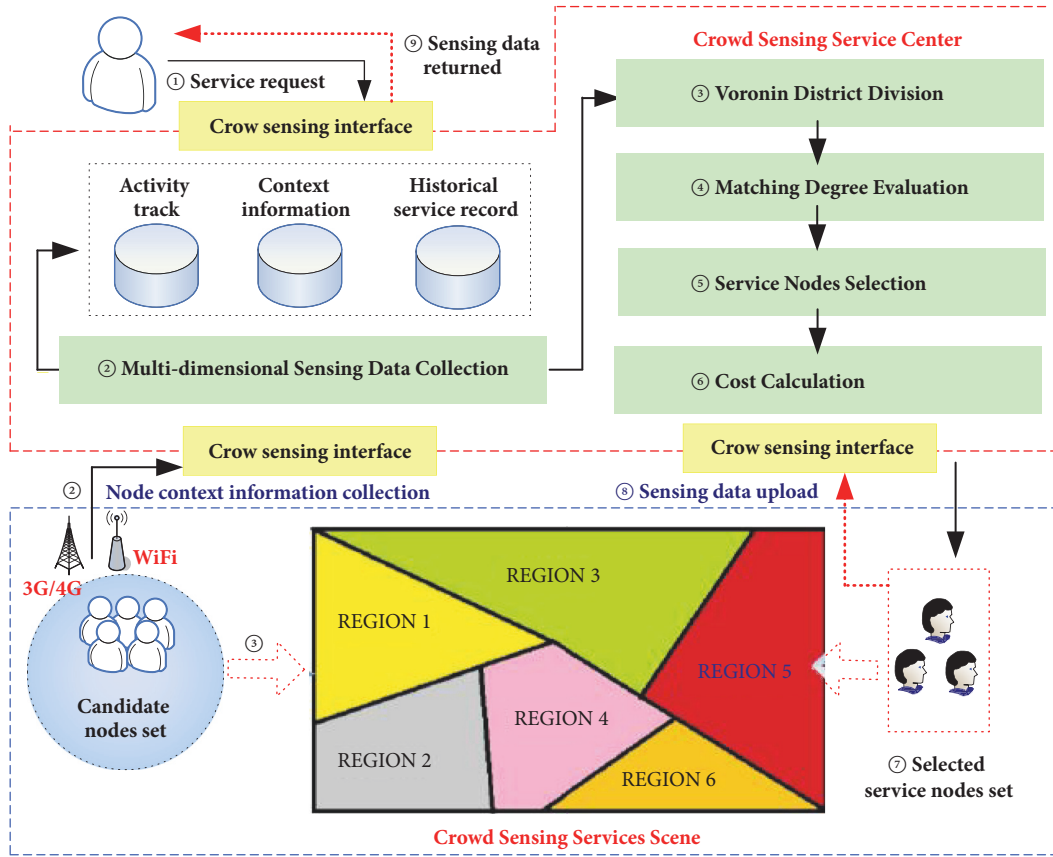 ⑨ Sensing data
returned
① Service request
Crow sensing interface
Activity
track
Context
information
Historical
service record
② Multi-dimensional Sensing Data Collection
Crowd Sensing Service Center
③ Voronin District Division
④ Matching Degree Evaluation
⑤ Service Nodes Selection
⑥ Cost Calculation
Crow sensing interface
Crow sensing interface
②
Node context information collection
⑧ Sensing data upload
WiFi
3G/4G
Candidate
nodes set
③
REGION 1
REGION 2
REGION 3
REGION 4
REGION 5
REGION 6
⑦ Selected
service nodes set
Crowd Sensing Services Scene